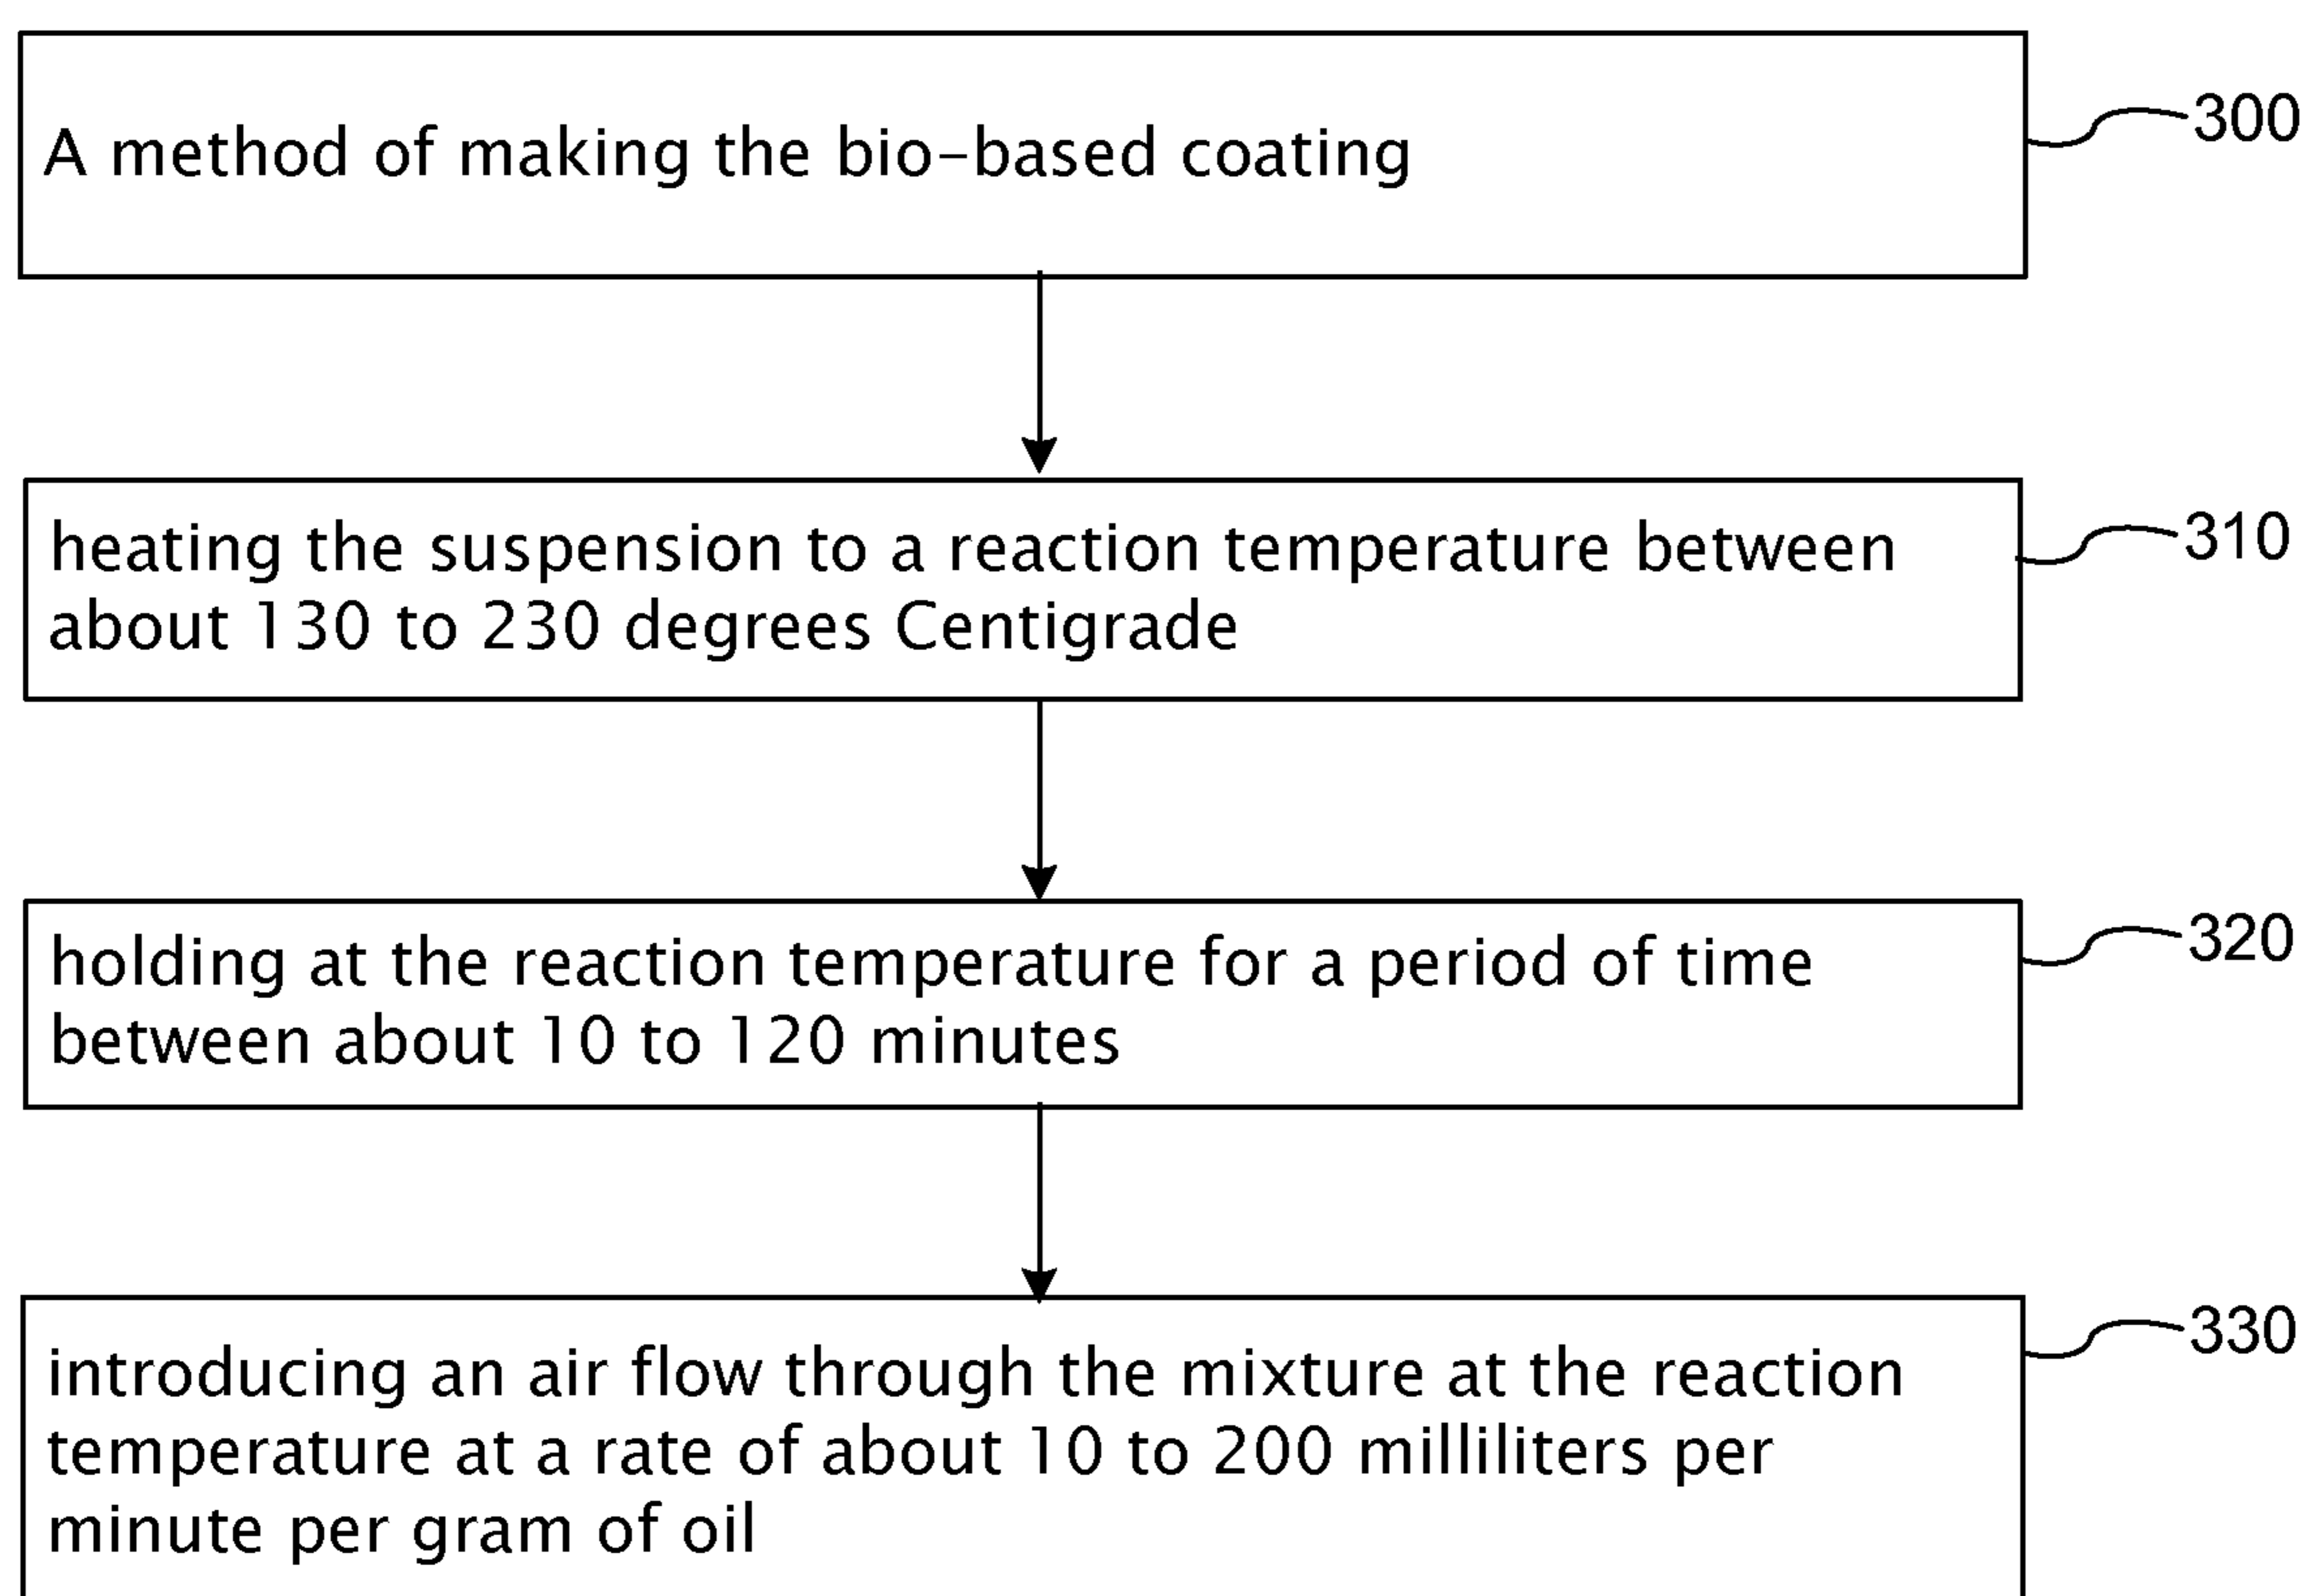 A method of making the bio-based coating
300
heating the suspension to a reaction temperature between
about 130 to 230 degrees Centigrade
310
holding at the reaction temperature for a period of time
between about 10 to 120 minutes
320
introducing an air flow through the mixture at the reaction
temperature at a rate of about 10 to 200 milliliters per
minute per gram of oil
330